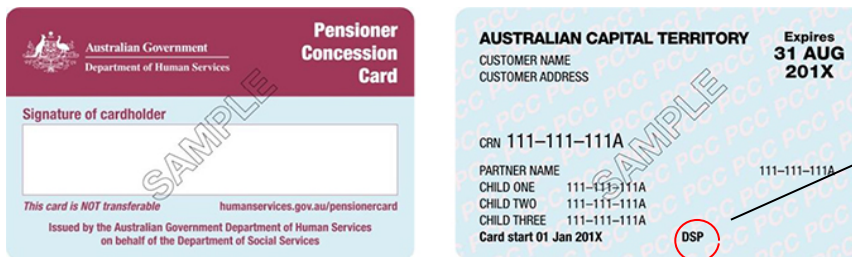 Australian Government
Department of Human Services
Pensioner
Concession
Card
Signature of cardholder
SAMPLE
This card is NOT transferable humanservices.gov.au/pensionercard
Issued by the Australian Government Department of Human Services
on behalf of the Department of Social Services
AUSTRALIAN CAPITAL TERRITORY
Expires
31 AUG
201X
CUSTOMER NAME
CUSTOMER ADDRESS
SAMPLE
CRN 111–111–111A
PARTNER NAME 111–111–111A
CHILD ONE 111–111–111A
CHILD TWO 111–111–111A
CHILD THREE 111–111–111A
Card start 01 Jan 201X DSP